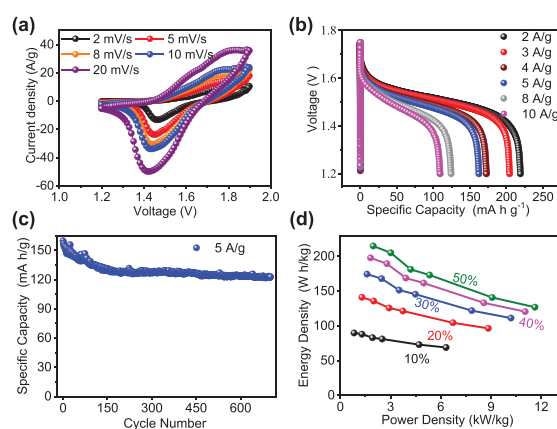 (a)
2 mV/s 5 mV/s
8 mV/s 10 mV/s
20 mV/s
Current density (A/g)
40
20
0
-20
-40
-60
1.0 1.2 1.4 1.6 1.8 2.0
Voltage (V)
(b)
2 A/g
3 A/g
4 A/g
5 A/g
8 A/g
10 A/g
Voltage (V )
1.8
1.6
1.4
1.2
0 50 100 150 200 250
Specific Capacity (mA h g-1)
(c)
5 A/g
Specific Capacity (mA h/g)
180
150
120
90
60
30
0
0 150 300 450 600
Cycle Number
(d)
50%
40%
30%
20%
10%
Energy Density (W h/kg)
200
150
100
50
0
0 3 6 9 12
Power Density (kW/kg)